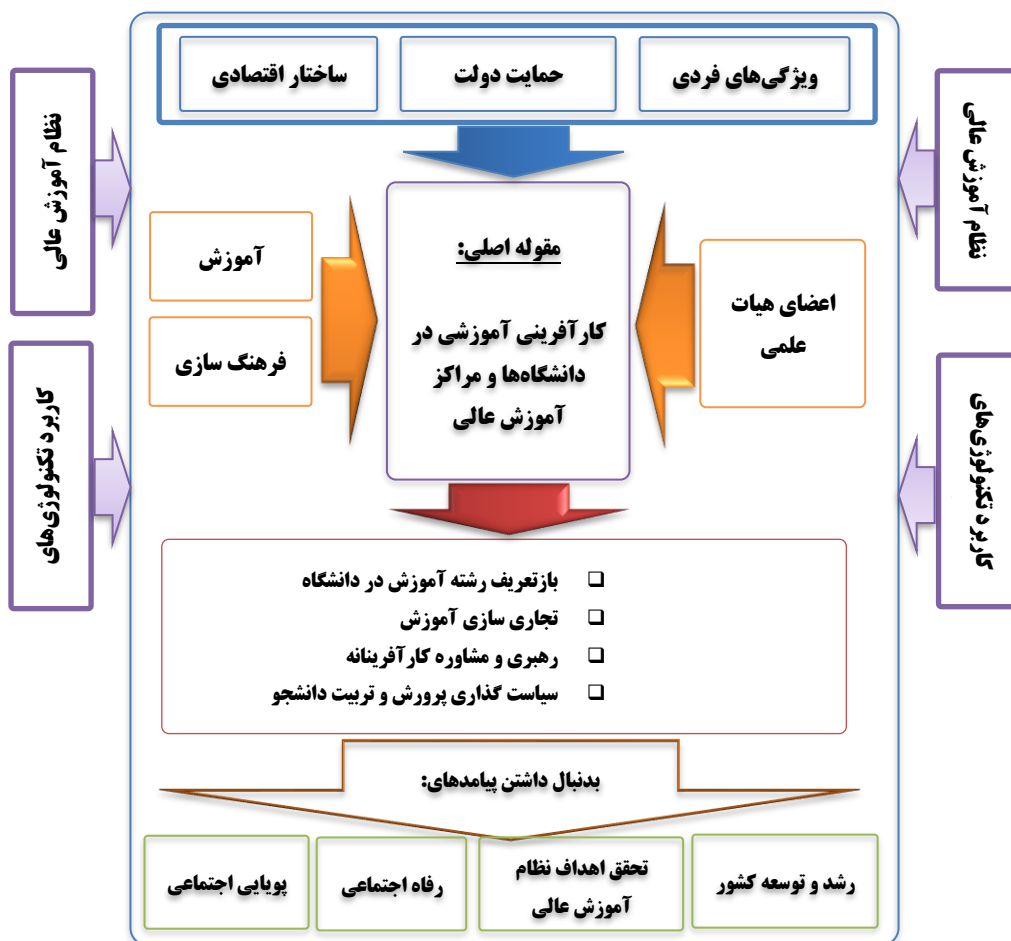 ویژگی‌های فردی
حمایت دولت
ساختار اقتصادی
نظام آموزش عالی
نظام آموزش عالی
مقوله اصلی:
کارآفرینی آموزشی در
دانشگاه‌ها و مراکز
آموزش عالی
اعضای هیات
علمی
آموزش
فرهنگ سازی
کاربرد تکنولوژی‌های
کاربرد تکنولوژی‌های
❑ بازتعریف رشته آموزش در دانشگاه
❑ تجاری سازی آموزش
❑ رهبری و مشاوره کارآفرینانه
❑ سیاست گذاری پرورش و تربیت دانشجو
بدنبال داشتن پیامدهای:
رشد و توسعه کشور
تحقق اهداف نظام
آموزش عالی
رفاه اجتماعی
پویایی اجتماعی